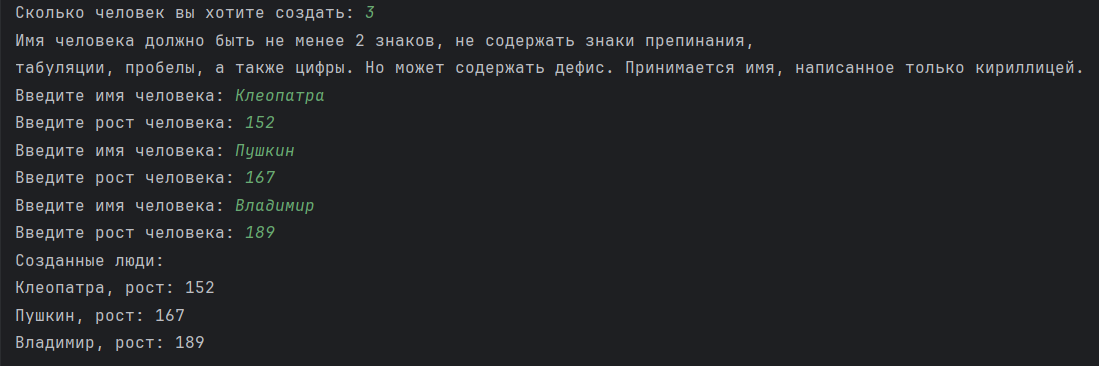 Сколько человек вы хотите создать: 3
Имя человека должно быть не менее 2 знаков, не содержать знаки препинания,
табуляции, пробелы, а также цифры. Но может содержать дефис. Принимается имя, написанное только кириллицей.
Введите имя человека: Клеопатра
Введите рост человека: 152
Введите имя человека: Пушкин
Введите рост человека: 167
Введите имя человека: Владимир
Введите рост человека: 189
Созданные люди:
Клеопатра, рост: 152
Пушкин, рост: 167
Владимир, рост: 189